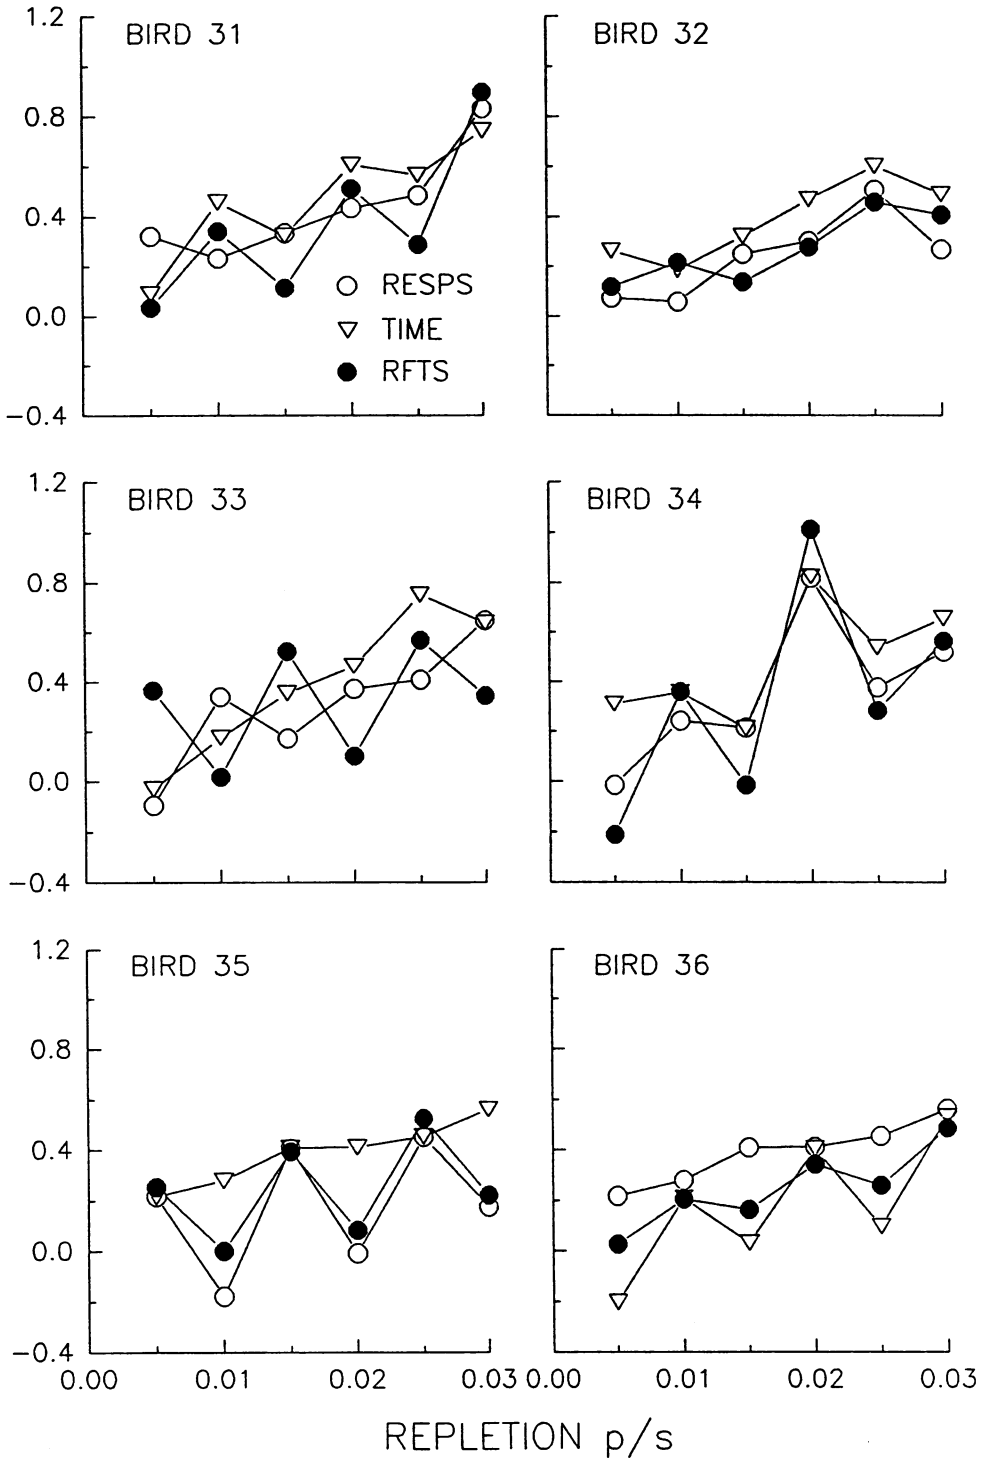 1.2
BIRD 31
BIRD 32
0.8
0.4
RESPS
0.0
TIME
RFTS
−0.4
1.2
BIRD 33
BIRD 34
0.8
0.4
0.0
−0.4
1.2
BIRD 35
BIRD 36
0.8
0.4
0.0
−0.4
0.00 0.01 0.02 0.03 0.00 0.01 0.02 0.03
REPLETION p/s